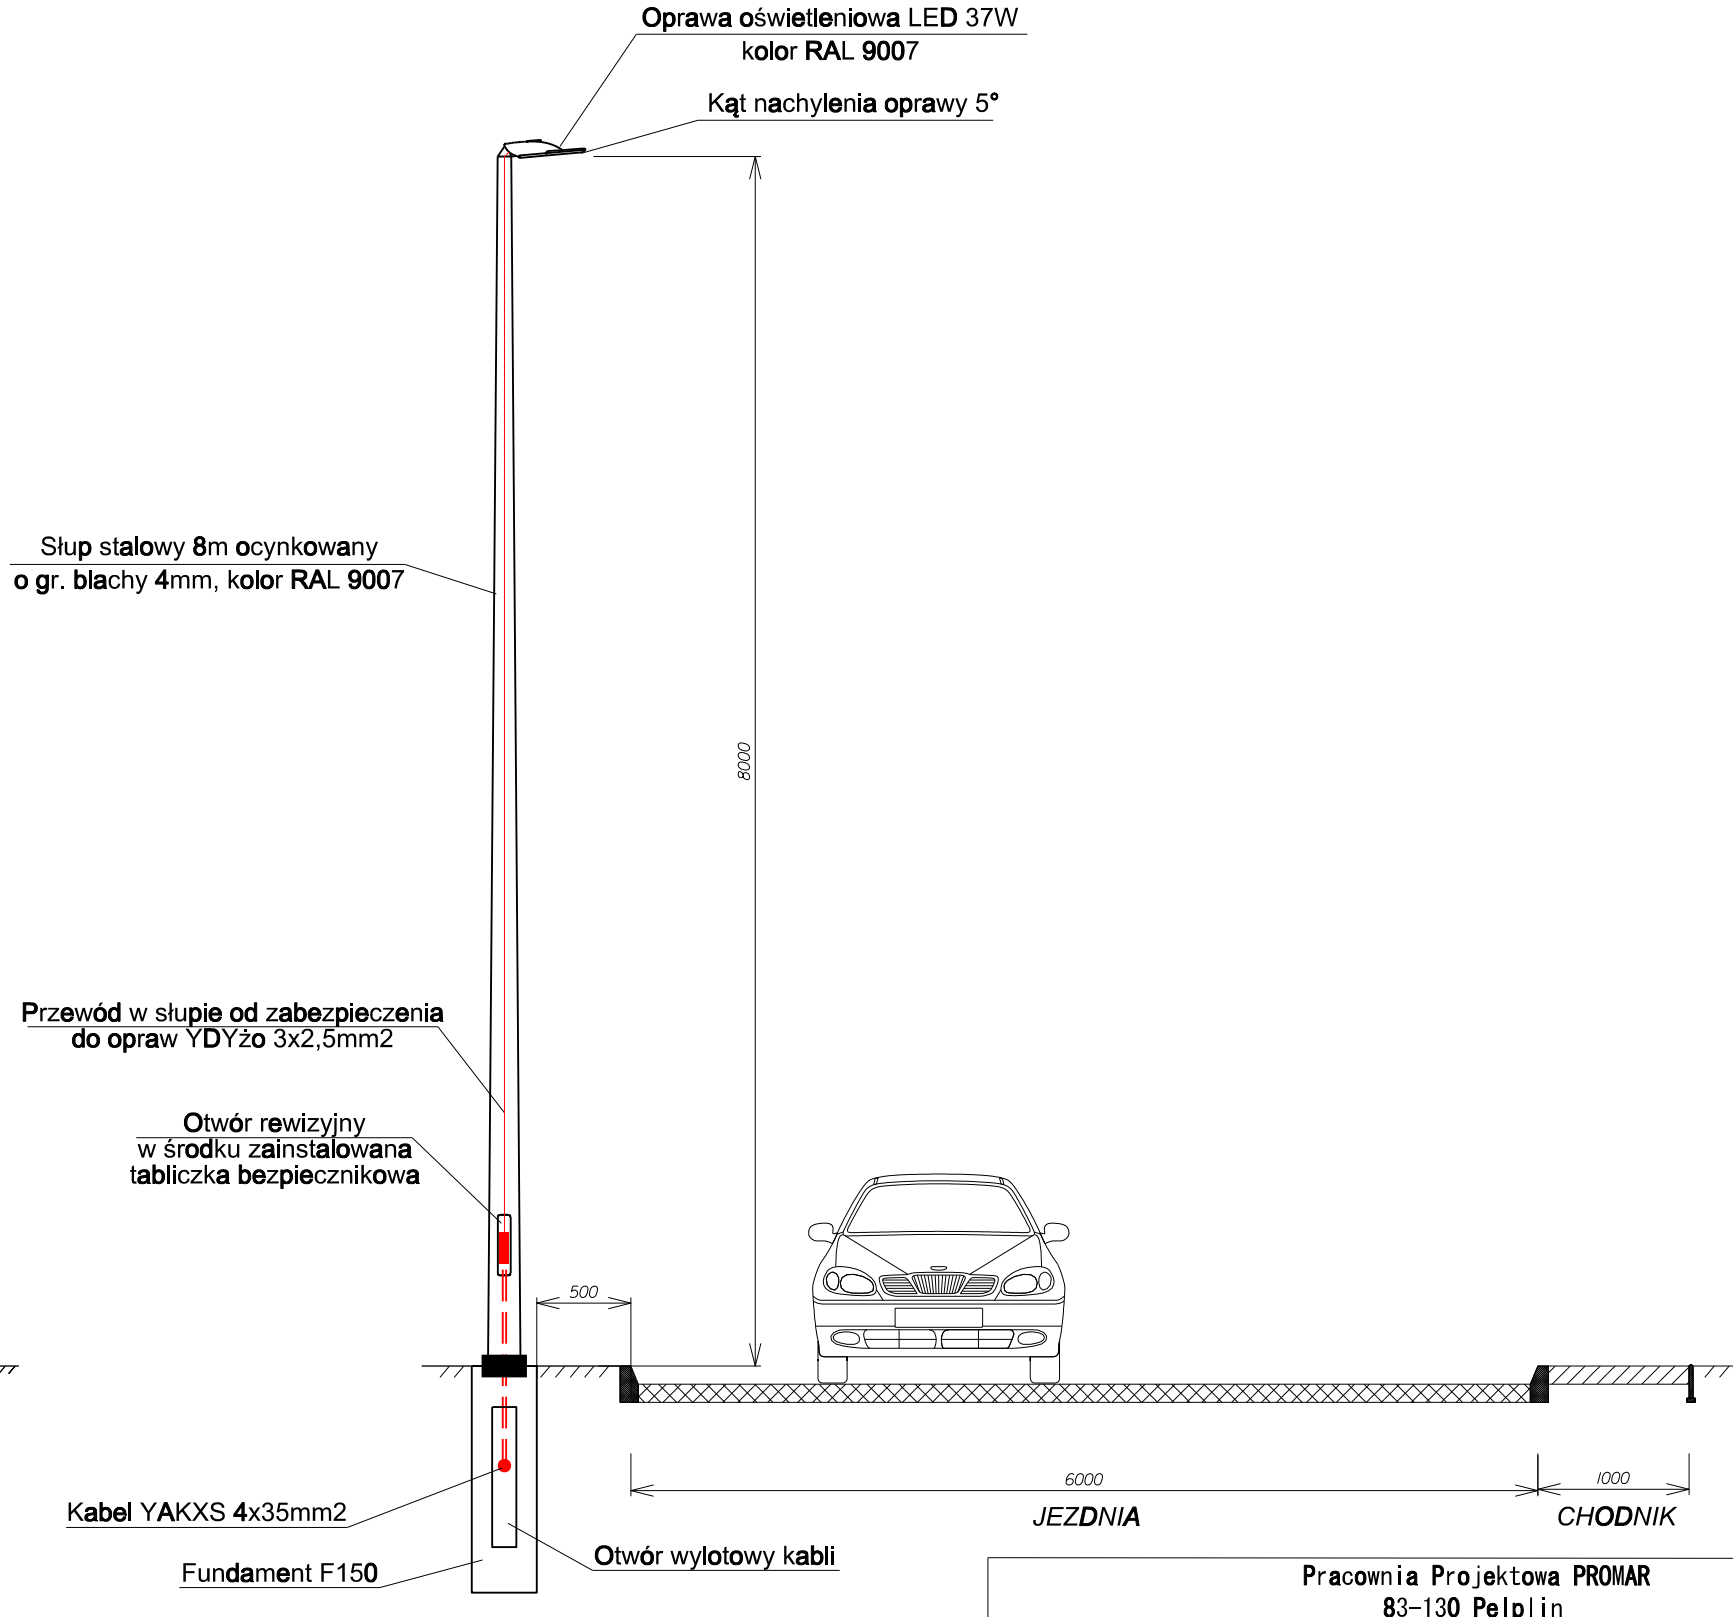 Oprawa oświetleniowa LED 37W
kolor RAL 9007
Kąt nachylenia oprawy 5°
8000
Słup stalowy 8m ocynkowany
o gr. blachy 4mm, kolor RAL 9007
Przewód w słupie od zabezpieczenia
do opraw YDYżo 3x2,5mm2
Otwór rewizyjny
w środku zainstalowana
tabliczka bezpiecznikowa
500
6000
1000
JEZDNIA
CHODNIK
Kabel YAKXS 4x35mm2
Otwór wylotowy kabli
Fundament F150
Pracownia Projektowa PROMAR
83-130 Pelplin